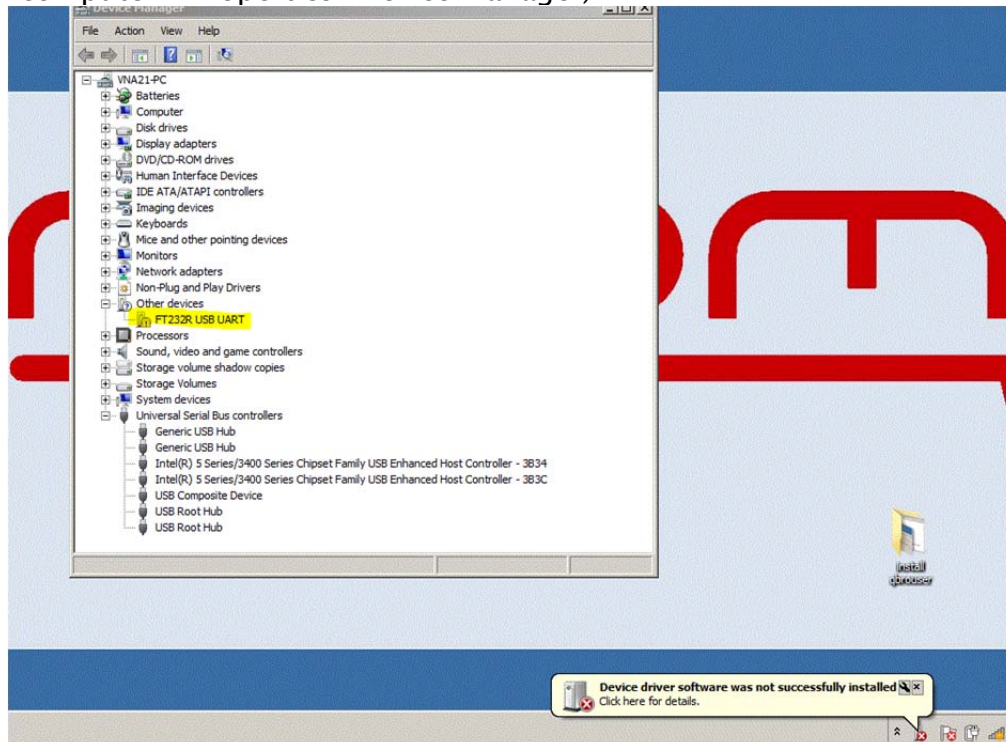 Device Manager
File Action View Help
VNA21-PC
Batteries
Computer
Disk drives
Display adapters
DVD/CD-ROM drives
Human Interface Devices
IDE ATA/ATAPI controllers
Imaging devices
Keyboards
Mice and other pointing devices
Monitors
Network adapters
Non-Plug and Play Drivers
Other devices
FT232R USB UART
Processors
Sound, video and game controllers
Storage volume shadow copies
Storage Volumes
System devices
Universal Serial Bus controllers
Generic USB Hub
Generic USB Hub
Intel(R) 5 Series/3400 Series Chipset Family USB Enhanced Host Controller - 3B34
Intel(R) 5 Series/3400 Series Chipset Family USB Enhanced Host Controller - 3B3C
USB Composite Device
USB Root Hub
USB Root Hub
install
qbrouser
Device driver software was not successfully installed
Click here for details.